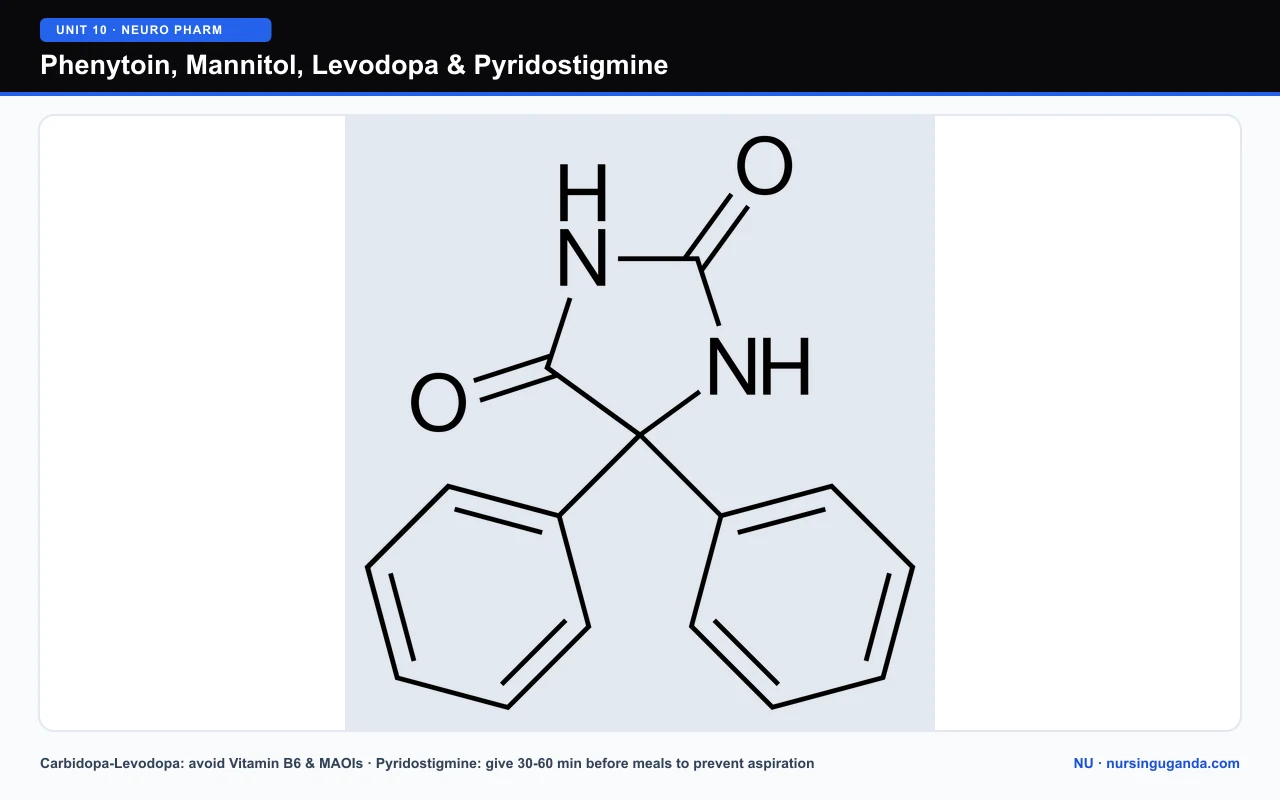 UNIT 10 · NEURO PHARM
Phenytoin, Mannitol, Levodopa & Pyridostigmine
O
H
N
NH
O
Carbidopa-Levodopa: avoid Vitamin B6 & MAOIs · Pyridostigmine: give 30-60 min before meals to prevent aspiration
NU · nursinguganda.com